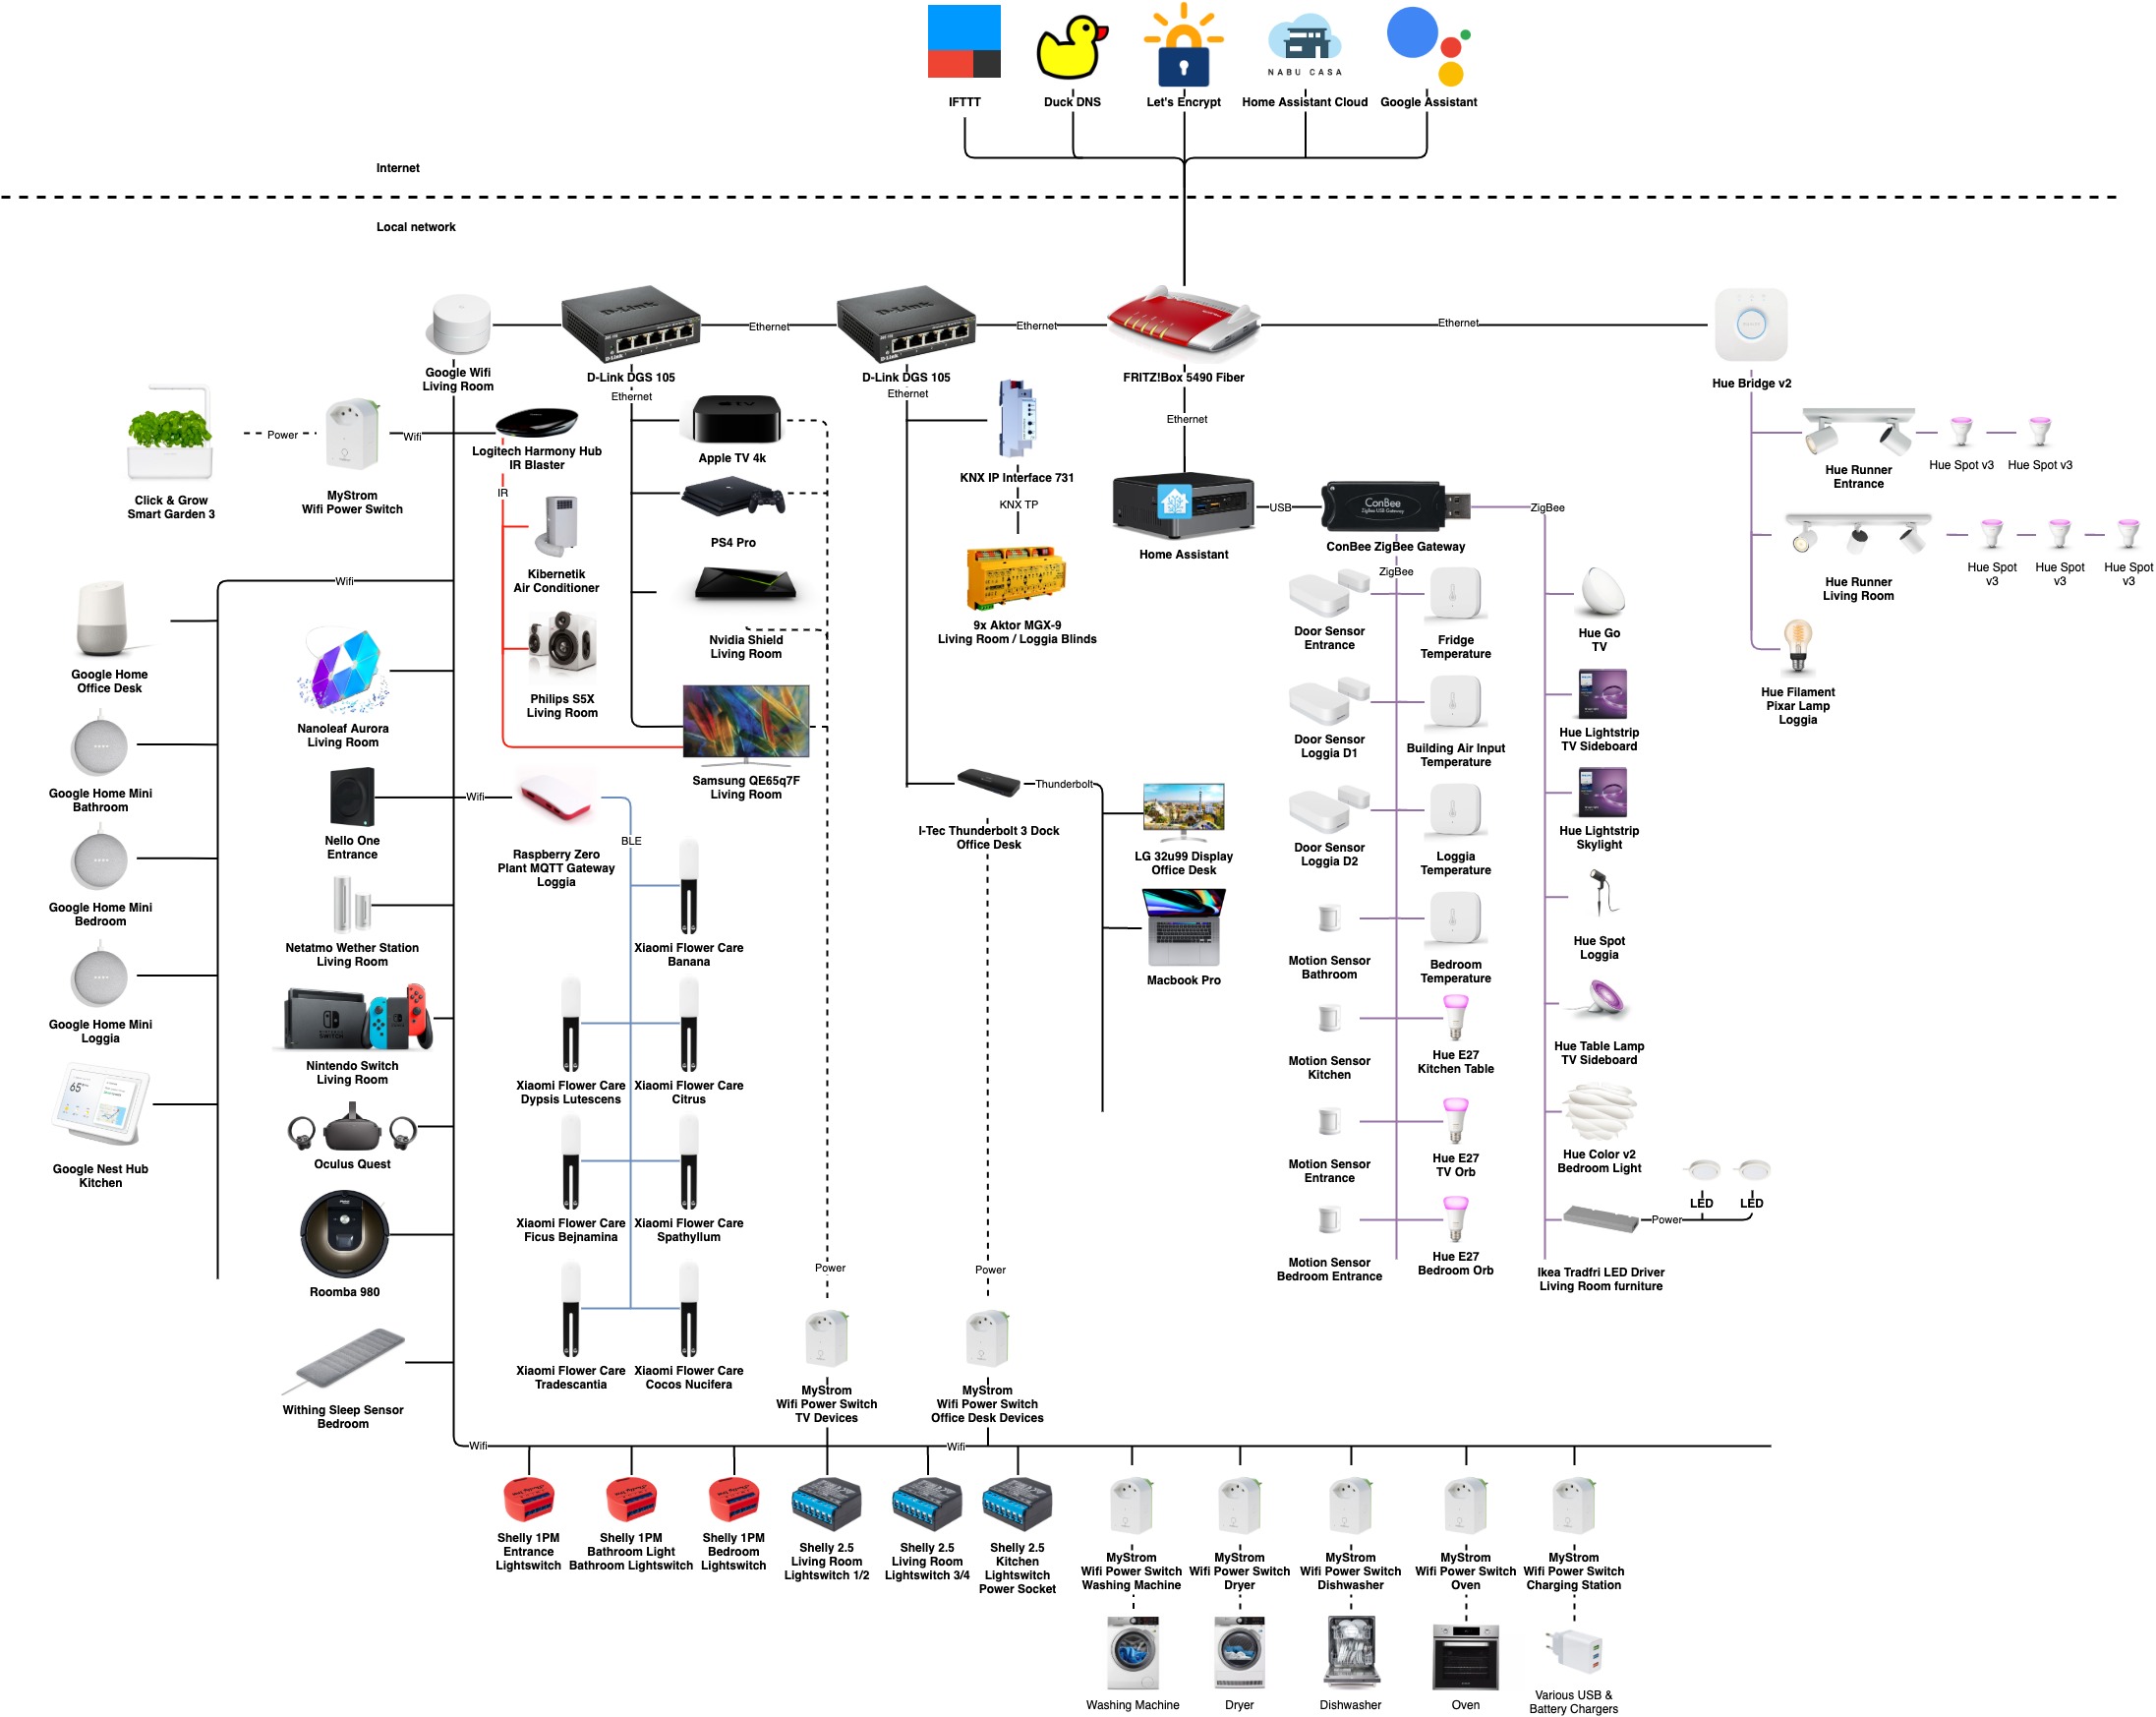 NABU CASA
IFTTT
Duck DNS
Let's Encrypt
Home Assistant Cloud
Google Assistant
Internet
Local network
D-Link
D-Link
Ethernet
Ethernet
Ethernet
Google Wifi
Living Room
D-Link DGS 105
Ethernet
D-Link DGS 105
Ethernet
FRITZ!Box 5490 Fiber
Ethernet
Hue Bridge v2
Power
Wifi
Click & Grow
Smart Garden 3
MyStrom
Wifi Power Switch
Logitech Harmony Hub
IR Blaster
IR
tv
Apple TV 4k
KNX IP Interface 731
KNX TP
Hue Runner
Entrance
Hue Spot v3
Hue Spot v3
Kibernetik
Air Conditioner
PS4 Pro
Home Assistant
USB
ConBee
ZigBee USB Gateway
ConBee ZigBee Gateway
ZigBee
ZigBee
Hue Runner
Living Room
Hue Spot
v3
Hue Spot
v3
Hue Spot
v3
Wifi
Google Home
Office Desk
Nanoleaf Aurora
Living Room
Philips S5X
Living Room
Nvidia Shield
Living Room
9x Aktor MGX-9
Living Room / Loggia Blinds
Samsung QE65q7F
Living Room
Door Sensor
Entrance
Fridge
Temperature
Hue Go
TV
Hue Filament
Pixar Lamp
Loggia
Door Sensor
Loggia D1
Building Air Input
Temperature
Hue Lightstrip
TV Sideboard
Google Home Mini
Bathroom
Nello One
Entrance
Wifi
Raspberry Zero
Plant MQTT Gateway
Loggia
BLE
I-Tec Thunderbolt 3 Dock
Office Desk
Thunderbolt
LG 32u99 Display
Office Desk
Macbook Pro
Door Sensor
Loggia D2
Loggia
Temperature
Hue Lightstrip
Skylight
Google Home Mini
Bedroom
Netatmo Wether Station
Living Room
Xiaomi Flower Care
Banana
Motion Sensor
Bathroom
Bedroom
Temperature
Hue Spot
Loggia
Google Home Mini
Loggia
Nintendo Switch
Living Room
Xiaomi Flower Care
Dypsis Lutescens
Xiaomi Flower Care
Citrus
Motion Sensor
Kitchen
Hue E27
Kitchen Table
Hue Table Lamp
TV Sideboard
65
Google Nest Hub
Kitchen
Oculus Quest
Xiaomi Flower Care
Ficus Bejnamina
Xiaomi Flower Care
Spathyllum
Motion Sensor
Entrance
Hue E27
TV Orb
Hue Color v2
Bedroom Light
LED
LED
Power
Roomba 980
Power
Power
Motion Sensor
Bedroom Entrance
Hue E27
Bedroom Orb
Ikea Tradfri LED Driver
Living Room furniture
Withing Sleep Sensor
Bedroom
Xiaomi Flower Care
Tradescantia
Xiaomi Flower Care
Cocos Nucifera
MyStrom
Wifi Power Switch
TV Devices
MyStrom
Wifi Power Switch
Office Desk Devices
Wifi
Wifi
Shelly 1PM
Entrance
Lightswitch
Shelly 1PM
Bathroom Light
Bathroom Lightswitch
Shelly 1PM
Bedroom
Lightswitch
Shelly 2.5
Living Room
Lightswitch 1/2
Shelly 2.5
Living Room
Lightswitch 3/4
Shelly 2.5
Kitchen
Lightswitch
Power Socket
MyStrom
Wifi Power Switch
Washing Machine
MyStrom
Wifi Power Switch
Dryer
MyStrom
Wifi Power Switch
Dishwasher
MyStrom
Wifi Power Switch
Oven
MyStrom
Wifi Power Switch
Charging Station
Washing Machine
Dryer
Dishwasher
Oven
Various USB &
Battery Chargers